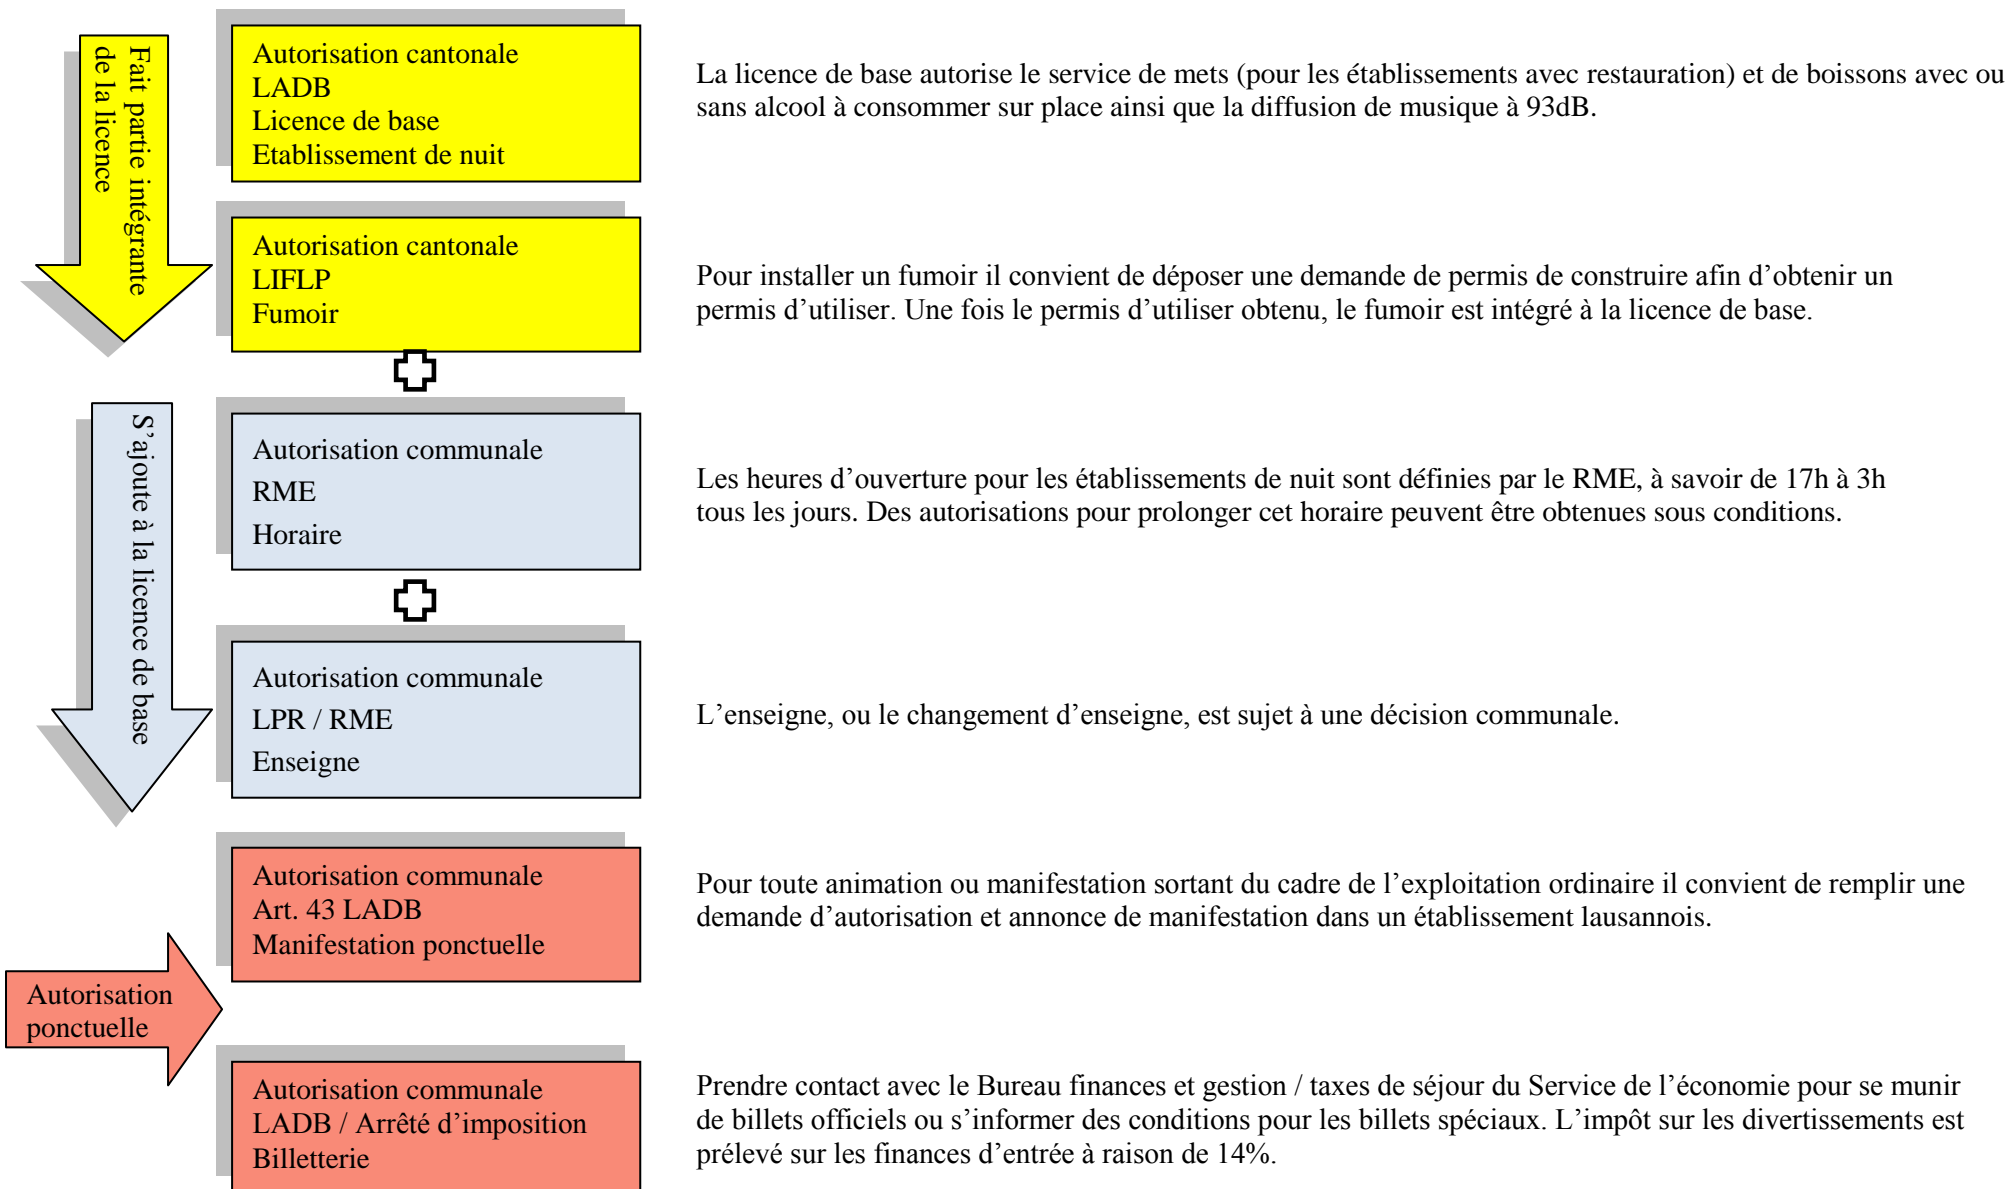 Fait partie intégrante
de la licence
Autorisation cantonale
LADB
Licence de base
Etablissement de nuit
La licence de base autorise le service de mets (pour les établissements avec restauration) et de boissons avec ou
sans alcool à consommer sur place ainsi que la diffusion de musique à 93dB.
Autorisation cantonale
LIFLP
Fumoir
Pour installer un fumoir il convient de déposer une demande de permis de construire afin d’obtenir un
permis d’utiliser. Une fois le permis d’utiliser obtenu, le fumoir est intégré à la licence de base.
S’ajoute à la licence de base
Autorisation communale
RME
Horaire
Les heures d’ouverture pour les établissements de nuit sont définies par le RME, à savoir de 17h à 3h
tous les jours. Des autorisations pour prolonger cet horaire peuvent être obtenues sous conditions.
Autorisation communale
LPR / RME
Enseigne
L’enseigne, ou le changement d’enseigne, est sujet à une décision communale.
Autorisation communale
Art. 43 LADB
Manifestation ponctuelle
Pour toute animation ou manifestation sortant du cadre de l’exploitation ordinaire il convient de remplir une
demande d’autorisation et annonce de manifestation dans un établissement lausannois.
Autorisation
ponctuelle
Autorisation communale
LADB / Arrêté d’imposition
Billetterie
Prendre contact avec le Bureau finances et gestion / taxes de séjour du Service de l’économie pour se munir
de billets officiels ou s’informer des conditions pour les billets spéciaux. L’impôt sur les divertissements est
prélevé sur les finances d’entrée à raison de 14%.